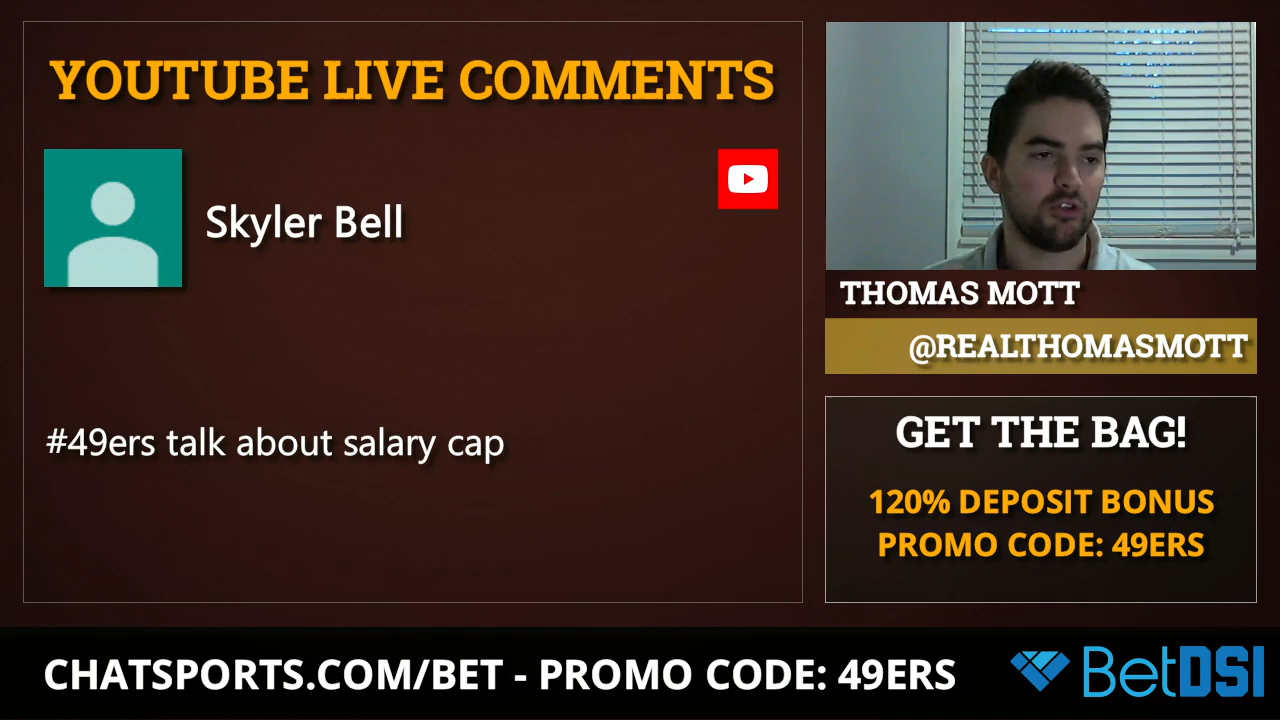 YOUTUBE LIVE COMMENTS
Skyler Bell
#49ers talk about salary cap
THOMAS MOTT
@REALTHOMASMOTT
GET THE BAG!
120% DEPOSIT BONUS
PROMO CODE: 49ERS
CHATSPORTS.COM/BET - PROMO CODE: 49ERS
BetDSI